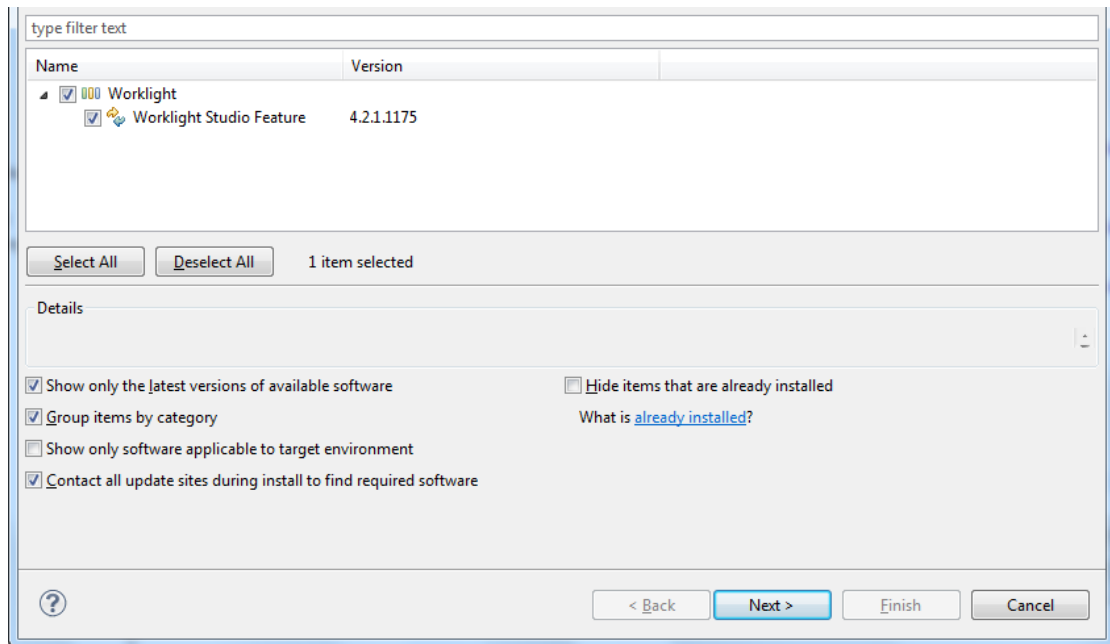 type filter text
Name Version
Worklight
Worklight Studio Feature 4.2.1.1175
Select All Deselect All 1 item selected
Details
Show only the latest versions of available software Hide items that are already installed
Group items by category What is already installed?
Show only software applicable to target environment
Contact all update sites during install to find required software
? < Back Next > Finish Cancel